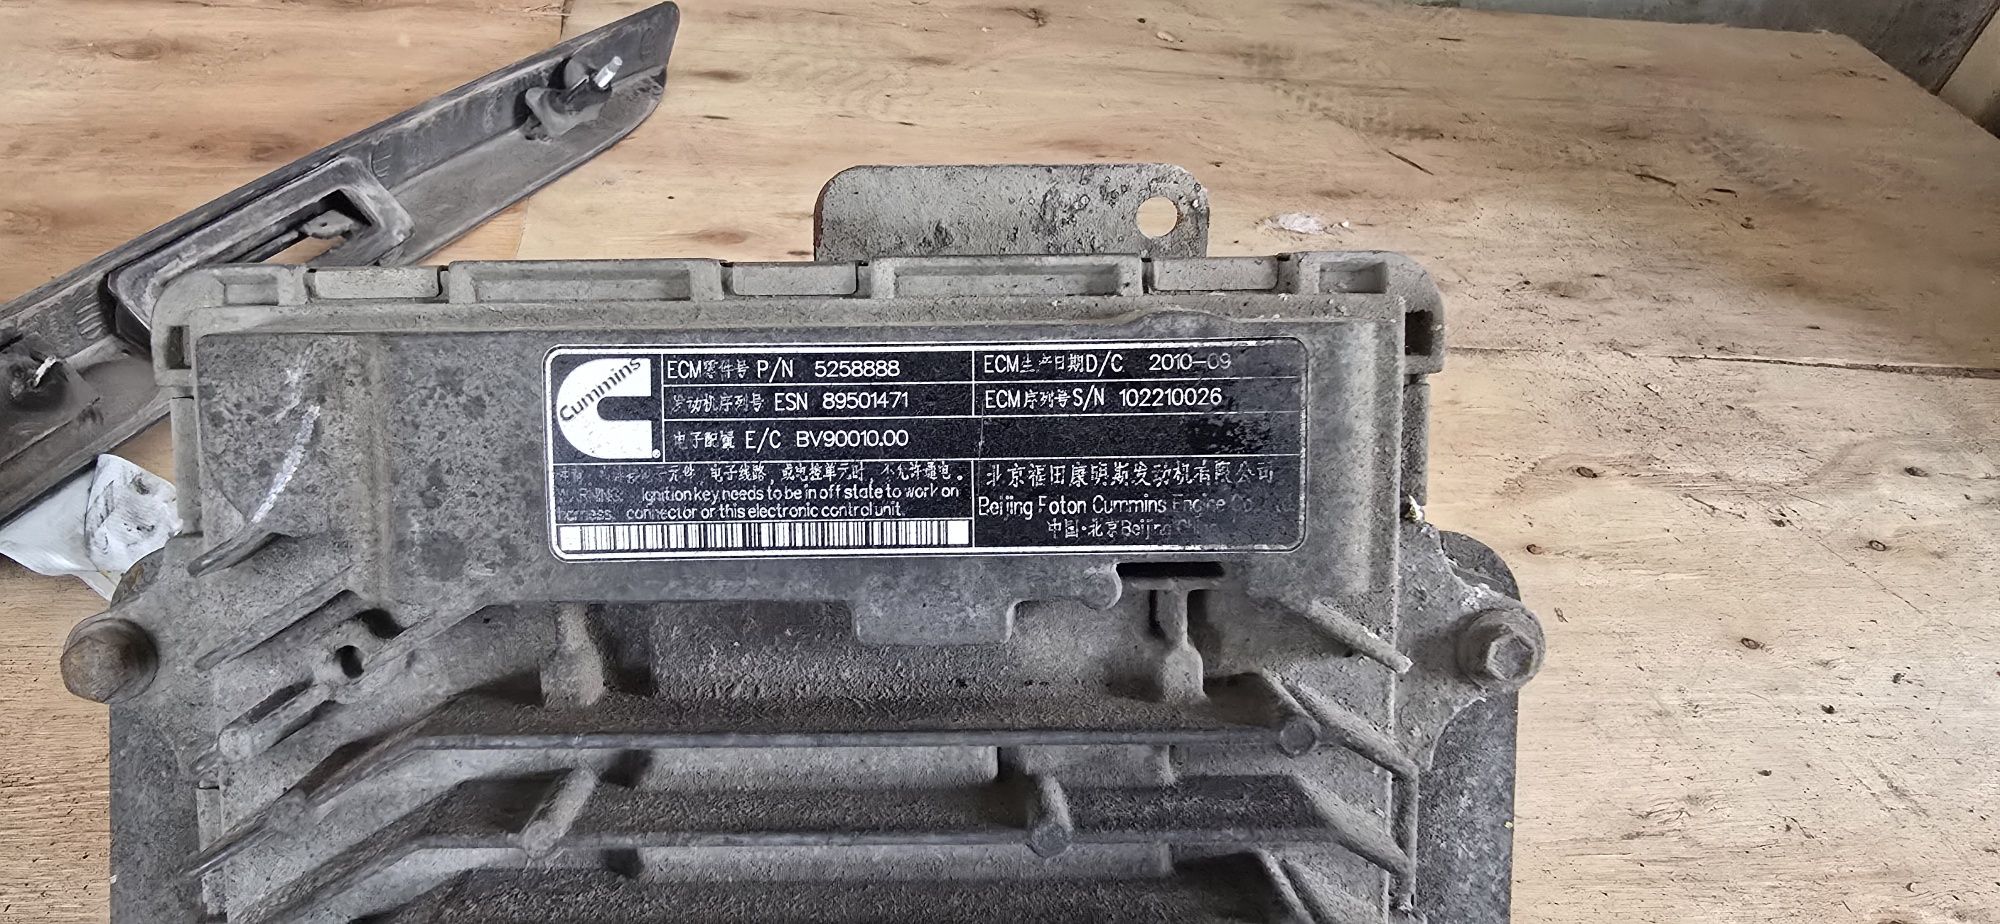 Cummins
ECM零件号 P/N 5258888
ECM生产日期D/C 2010-09
发动机序列号 ESN 89501471
ECM序列号S/N 102210026
电子配置 E/C BV90010.00
元件, 电子线路, 或电控单元时, 不允许通电。
Ignition key needs to be in off state to work on
harness, connector or this electronic control unit.
北京福田康明斯发动机有限公司
Beijing Foton Cummins Engine Co.,
中国·北京 Beijing China